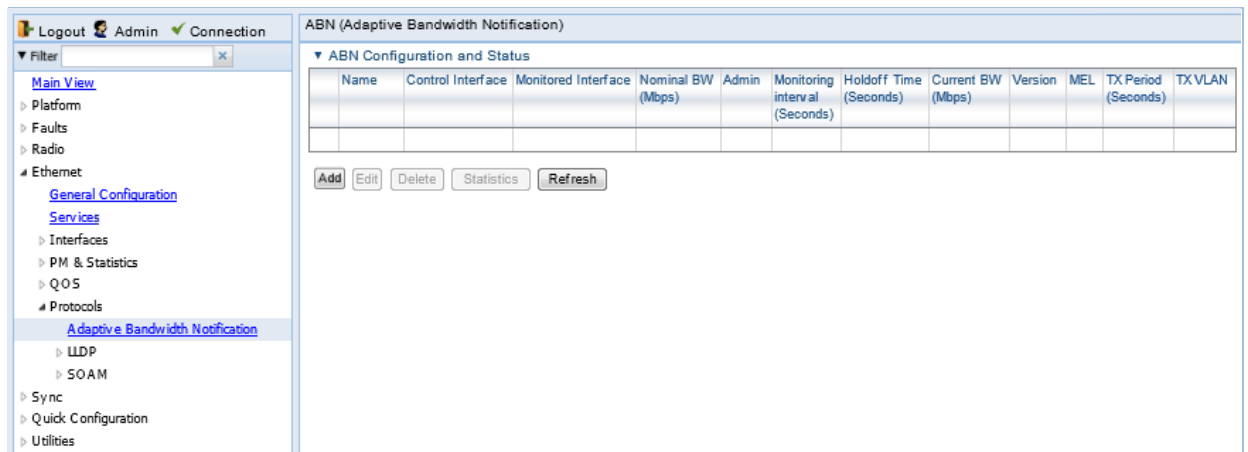 Logout Admin Connection
Filter
Main View
Platform
Faults
Radio
Ethernet
General Configuration
Services
Interfaces
PM & Statistics
QOS
Protocols
Adaptive Bandwidth Notification
LLDP
SOAM
Sync
Quick Configuration
Utilities
ABN (Adaptive Bandwidth Notification)
ABN Configuration and Status
Name Control Interface Monitored Interface Nominal BW (Mbps) Admin Monitoring interval (Seconds) Holdoff Time (Seconds) Current BW (Mbps) Version MEL TX Period (Seconds) TX VLAN
Add Edit Delete Statistics Refresh